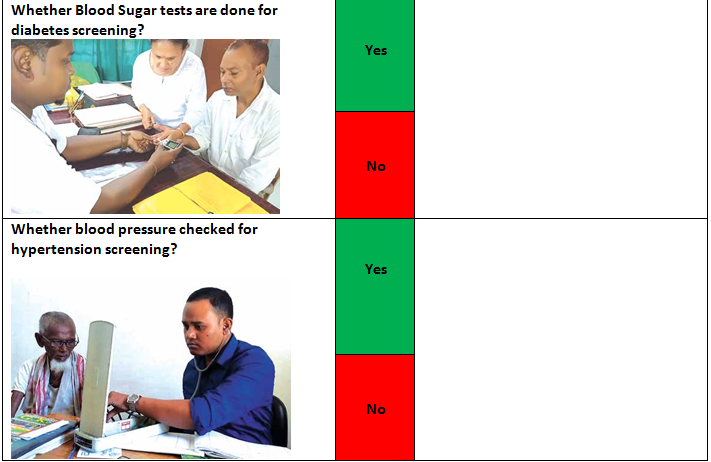 Whether Blood Sugar tests are done for
diabetes screening?
Yes
No
Whether blood pressure checked for
hypertension screening?
Yes
No